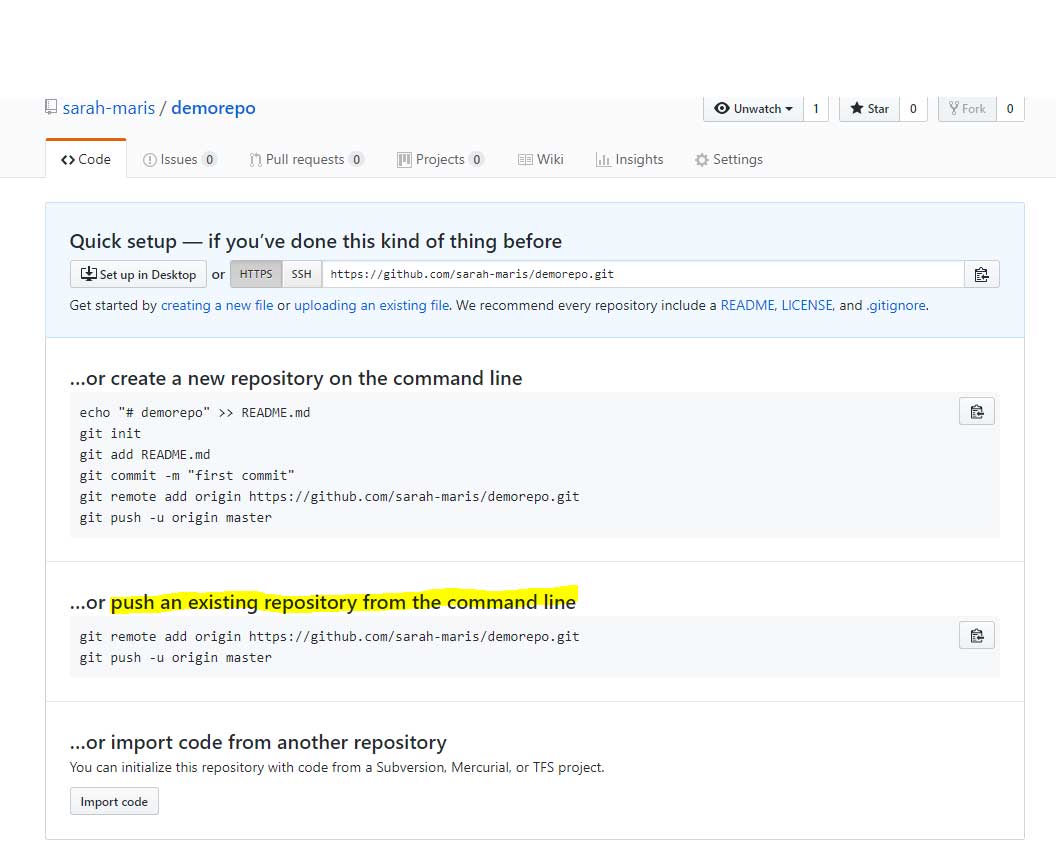 sarah-maris / demorepo
Unwatch 1 Star 0 Fork 0
Code Issues 0 Pull requests 0 Projects 0 Wiki Insights Settings
Quick setup — if you’ve done this kind of thing before
Set up in Desktop or HTTPS SSH https://github.com/sarah-maris/demorepo.git
Get started by creating a new file or uploading an existing file. We recommend every repository include a README, LICENSE, and .gitignore.
…or create a new repository on the command line
echo "# demorepo" >> README.md
git init
git add README.md
git commit -m "first commit"
git remote add origin https://github.com/sarah-maris/demorepo.git
git push -u origin master
…or push an existing repository from the command line
git remote add origin https://github.com/sarah-maris/demorepo.git
git push -u origin master
…or import code from another repository
You can initialize this repository with code from a Subversion, Mercurial, or TFS project.
Import code